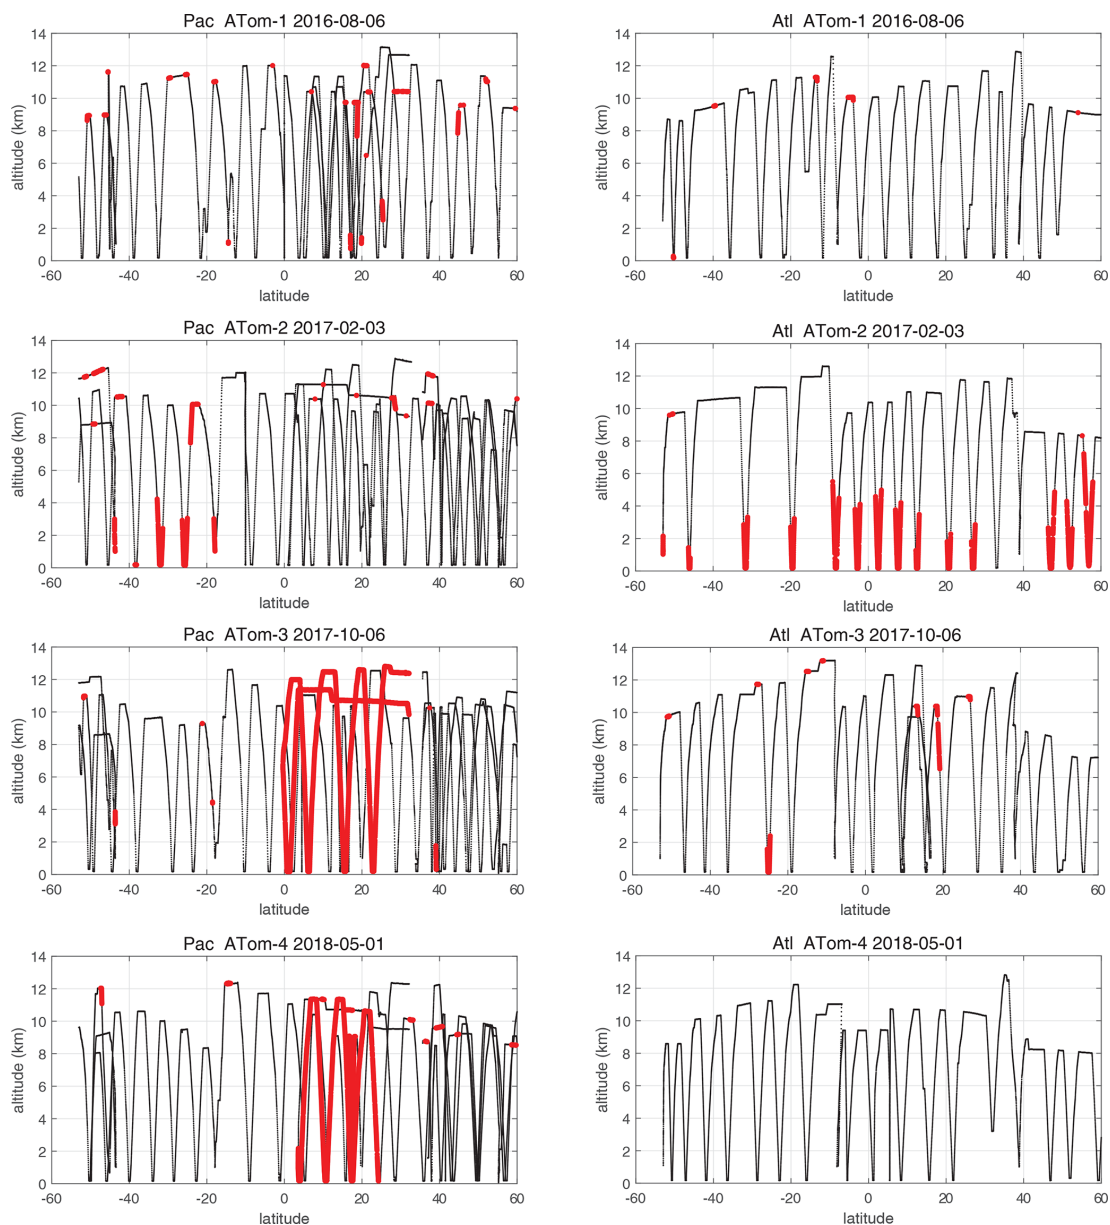 Pac ATom-1 2016-08-06
14
12
10
8
6
4
2
0
altitude (km)
-60 -40 -20 0 20 40 60
latitude
Atl ATom-1 2016-08-06
14
12
10
8
6
4
2
0
altitude (km)
-60 -40 -20 0 20 40 60
latitude
Pac ATom-2 2017-02-03
14
12
10
8
6
4
2
0
altitude (km)
-60 -40 -20 0 20 40 60
latitude
Atl ATom-2 2017-02-03
14
12
10
8
6
4
2
0
altitude (km)
-60 -40 -20 0 20 40 60
latitude
Pac ATom-3 2017-10-06
14
12
10
8
6
4
2
0
altitude (km)
-60 -40 -20 0 20 40 60
latitude
Atl ATom-3 2017-10-06
14
12
10
8
6
4
2
0
altitude (km)
-60 -40 -20 0 20 40 60
latitude
Pac ATom-4 2018-05-01
14
12
10
8
6
4
2
0
altitude (km)
-60 -40 -20 0 20 40 60
latitude
Atl ATom-4 2018-05-01
14
12
10
8
6
4
2
0
altitude (km)
-60 -40 -20 0 20 40 60
latitude